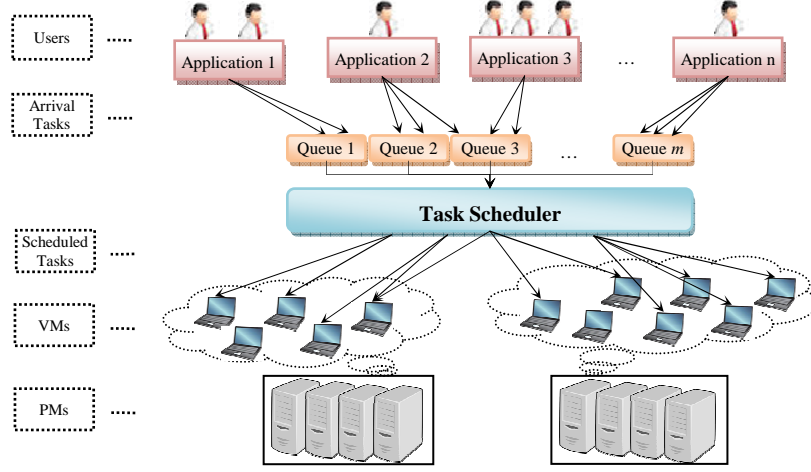 Users .....
Application 1
Application 2
Application 3
...
Application n
Arrival
Tasks
.....
Queue 1
Queue 2
Queue 3
...
Queue m
Task Scheduler
Scheduled
Tasks
.....
VMs .....
PMs .....